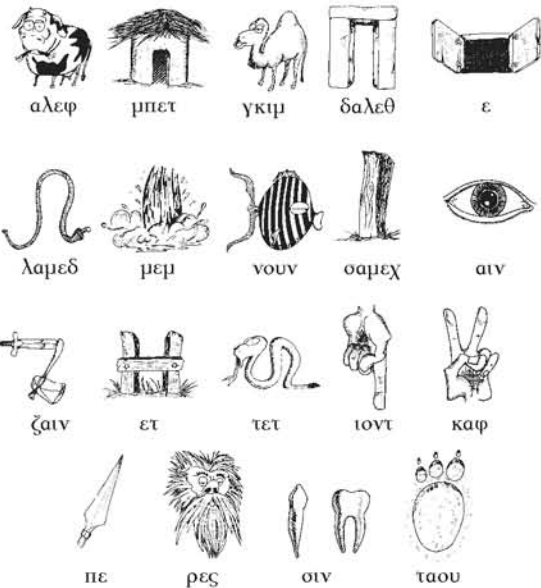 αλεφ μπετ γκιμ δαλεθ ε
λαμεδ μεμ νουν σαμεχ αιν
ζαιν ετ τετ ιοντ καφ
πε ρες σιν ταου